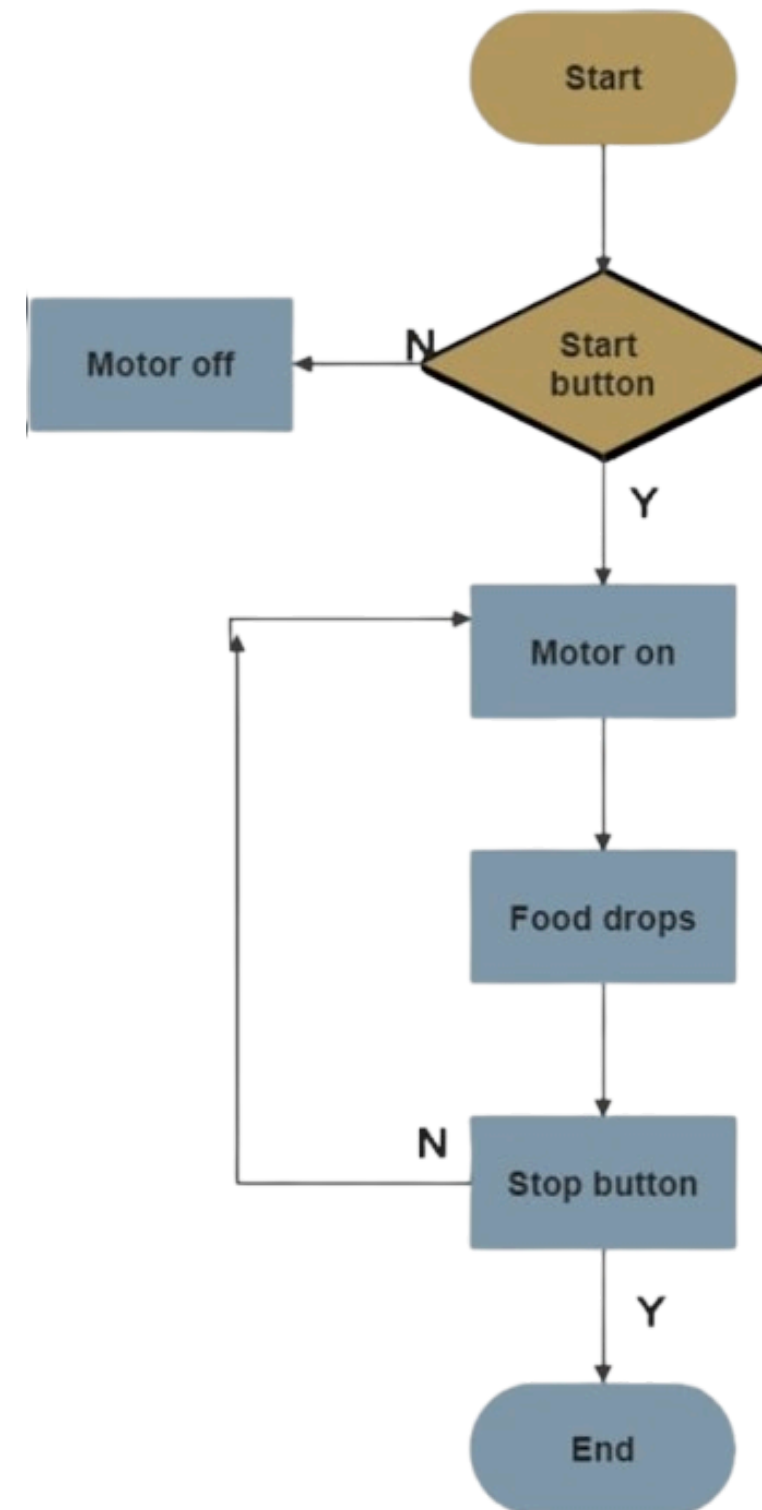 Start
Start
button
N
Motor off
Y
Motor on
Food drops
Stop button
N
Y
End